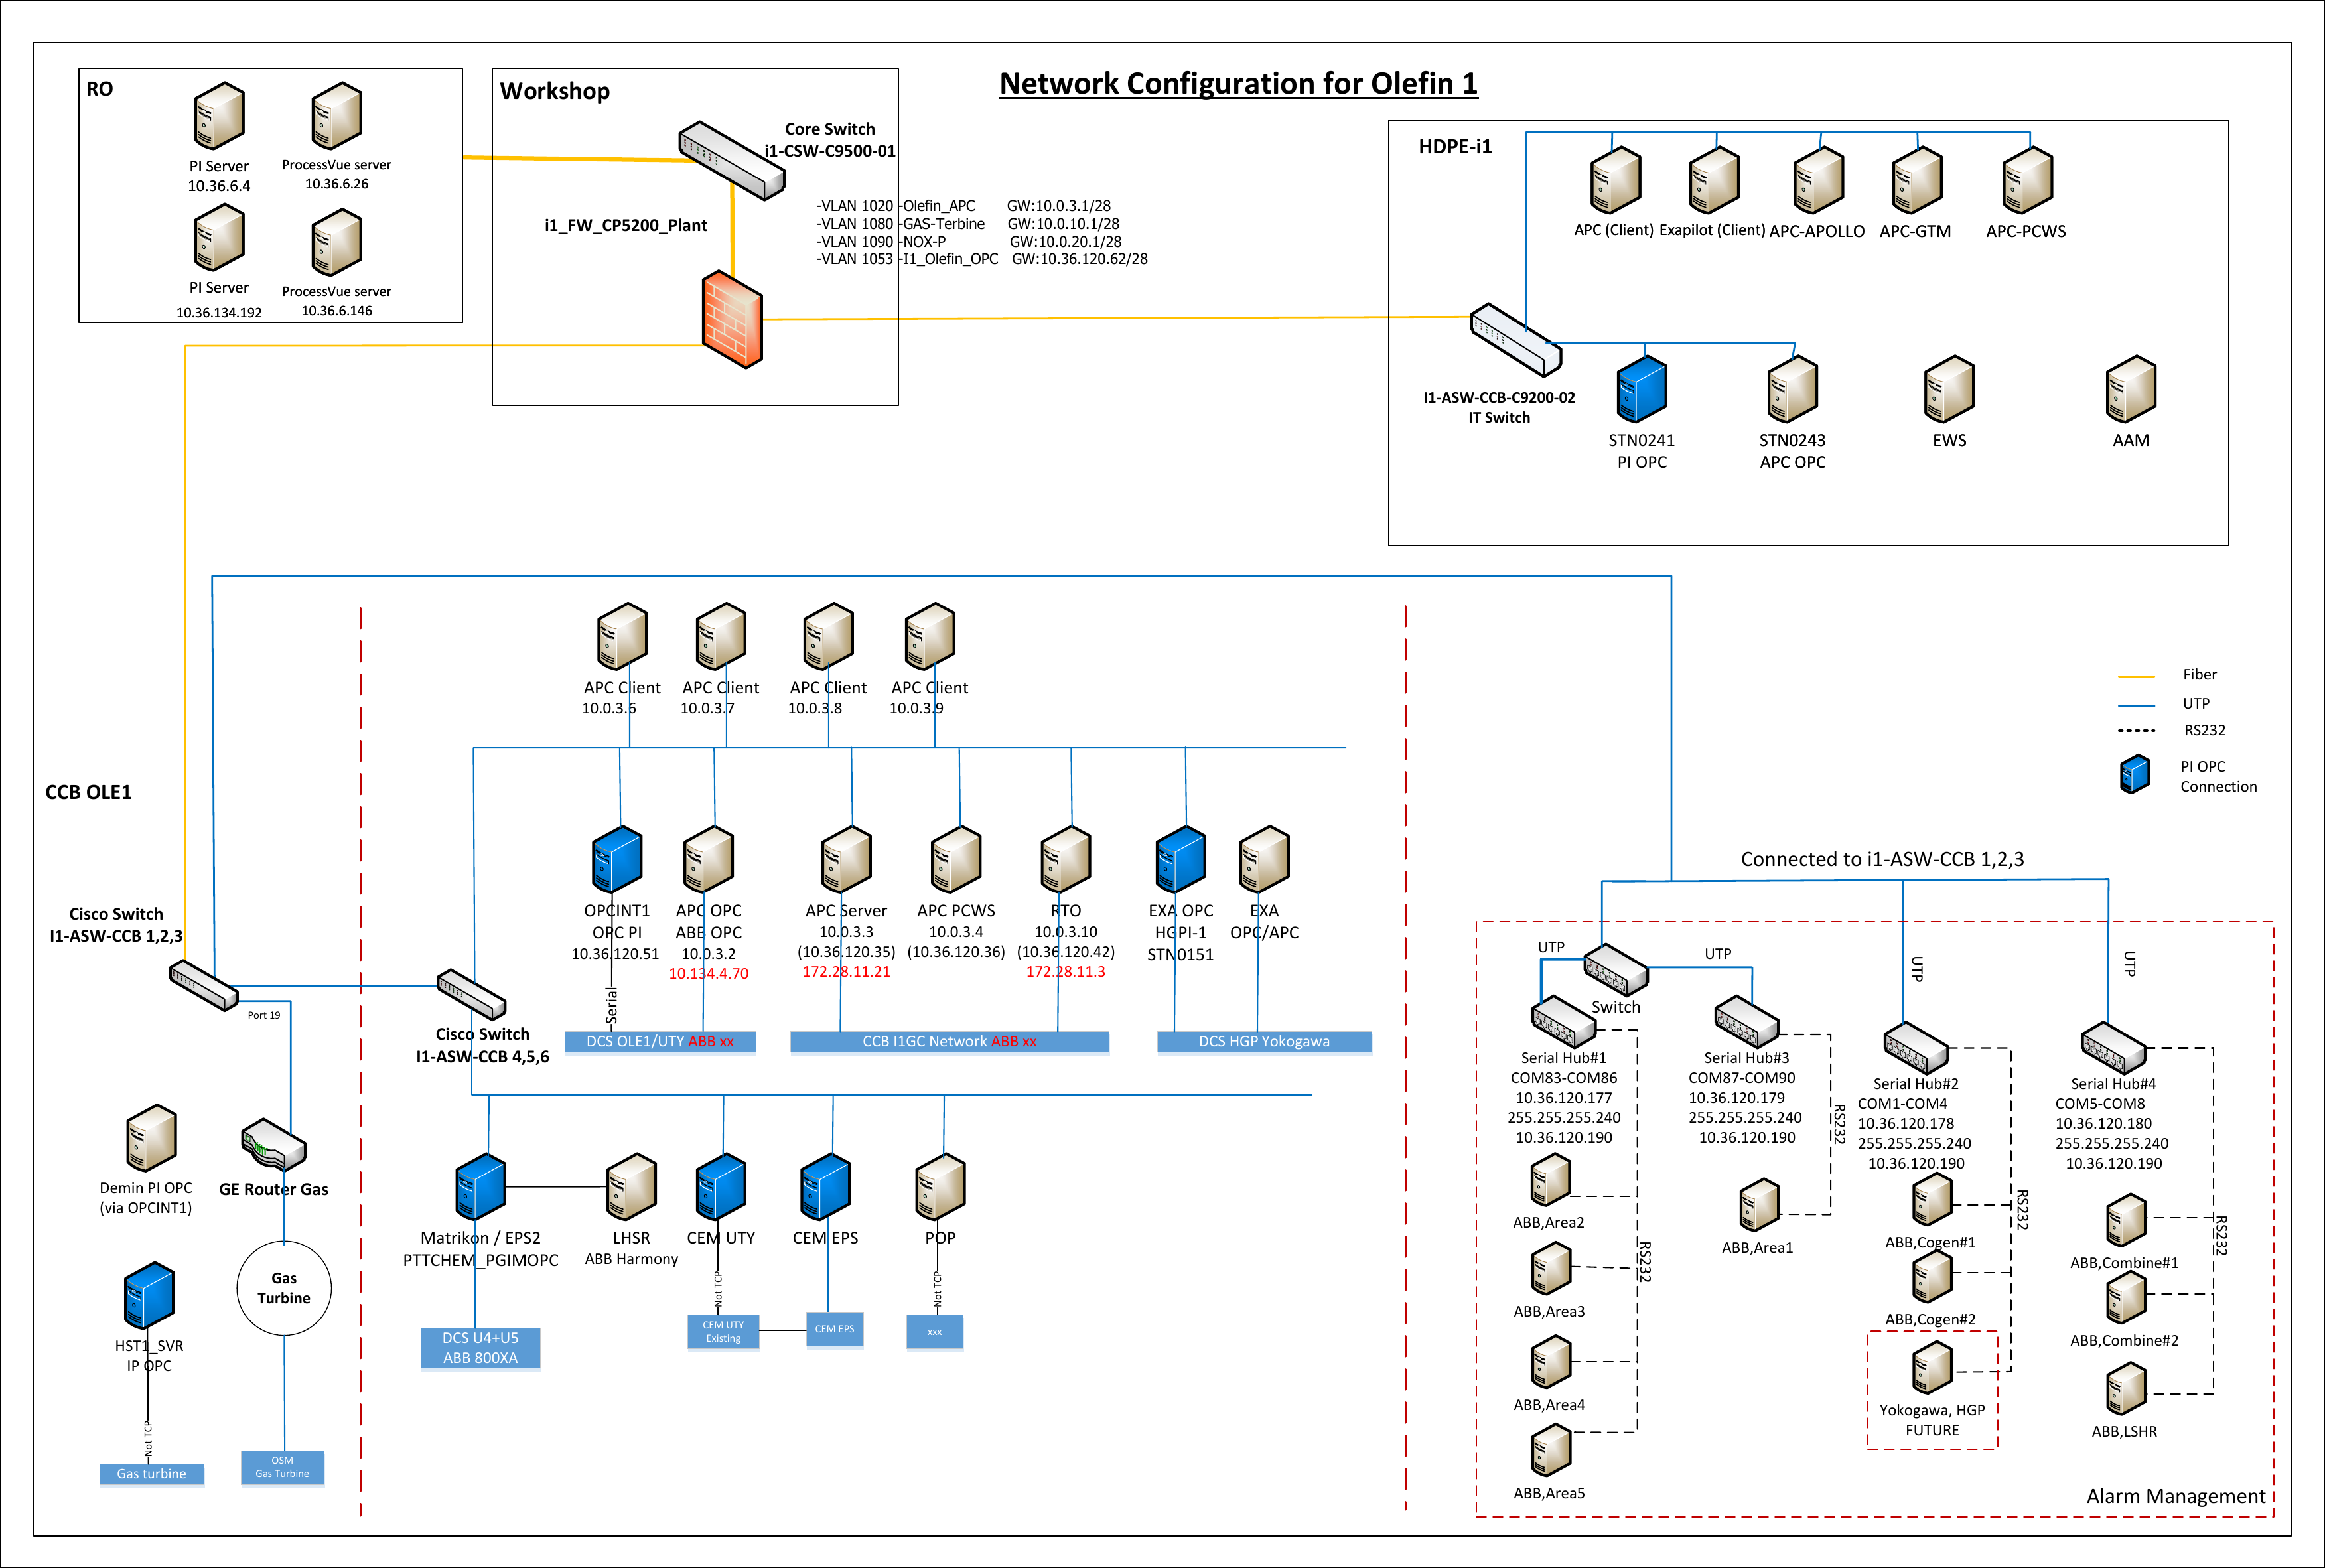 Network Configuration for Olefin 1
RO
PI Server
10.36.6.4
ProcessVue server
10.36.6.26
PI Server
10.36.134.192
ProcessVue server
10.36.6.146
Workshop
Core Switch
i1-CSW-C9500-01
i1_FW_CP5200_Plant
-VLAN 1020 -Olefin_APC GW:10.0.3.1/28
-VLAN 1080 -GAS-Terbine GW:10.0.10.1/28
-VLAN 1090 -NOX-P GW:10.0.20.1/28
-VLAN 1053 -I1_Olefin_OPC GW:10.36.120.62/28
HDPE-i1
APC (Client)
Exapilot (Client)
APC-APOLLO
APC-GTM
APC-PCWS
I1-ASW-CCB-C9200-02
IT Switch
STN0241
PI OPC
STN0243
APC OPC
EWS
AAM
Fiber
UTP
RS232
PI OPC
Connection
CCB OLE1
Cisco Switch
I1-ASW-CCB 1,2,3
Port 19
Demin PI OPC
(via OPCINT1)
GE Router Gas
HST1_SVR
IP OPC
Not TCP
Gas turbine
Gas
Turbine
OSM
Gas Turbine
APC Client
10.0.3.6
APC Client
10.0.3.7
APC Client
10.0.3.8
APC Client
10.0.3.9
OPCINT1
OPC PI
10.36.120.51
Serial
APC OPC
ABB OPC
10.0.3.2
10.134.4.70
APC Server
10.0.3.3
(10.36.120.35)
172.28.11.21
APC PCWS
10.0.3.4
(10.36.120.36)
RTO
10.0.3.10
(10.36.120.42)
172.28.11.3
EXA OPC
HGPI-1
STN0151
EXA
OPC/APC
DCS OLE1/UTY ABB xx
CCB I1GC Network ABB xx
DCS HGP Yokogawa
Cisco Switch
I1-ASW-CCB 4,5,6
Matrikon / EPS2
PTTCHEM_PGIMOPC
LHSR
ABB Harmony
CEM UTY
CEM EPS
POP
Not TCP
Not TCP
DCS U4+U5
ABB 800XA
CEM UTY
Existing
CEM EPS
xxx
Connected to i1-ASW-CCB 1,2,3
UTP
UTP
UTP
UTP
Switch
Serial Hub#1
COM83-COM86
10.36.120.177
255.255.255.240
10.36.120.190
RS232
ABB,Area2
ABB,Area3
ABB,Area4
ABB,Area5
Serial Hub#3
COM87-COM90
10.36.120.179
255.255.255.240
10.36.120.190
RS232
ABB,Area1
Serial Hub#2
COM1-COM4
10.36.120.178
255.255.255.240
10.36.120.190
RS232
ABB,Cogen#1
ABB,Cogen#2
Yokogawa, HGP
FUTURE
Serial Hub#4
COM5-COM8
10.36.120.180
255.255.255.240
10.36.120.190
RS232
ABB,Combine#1
ABB,Combine#2
ABB,LSHR
Alarm Management